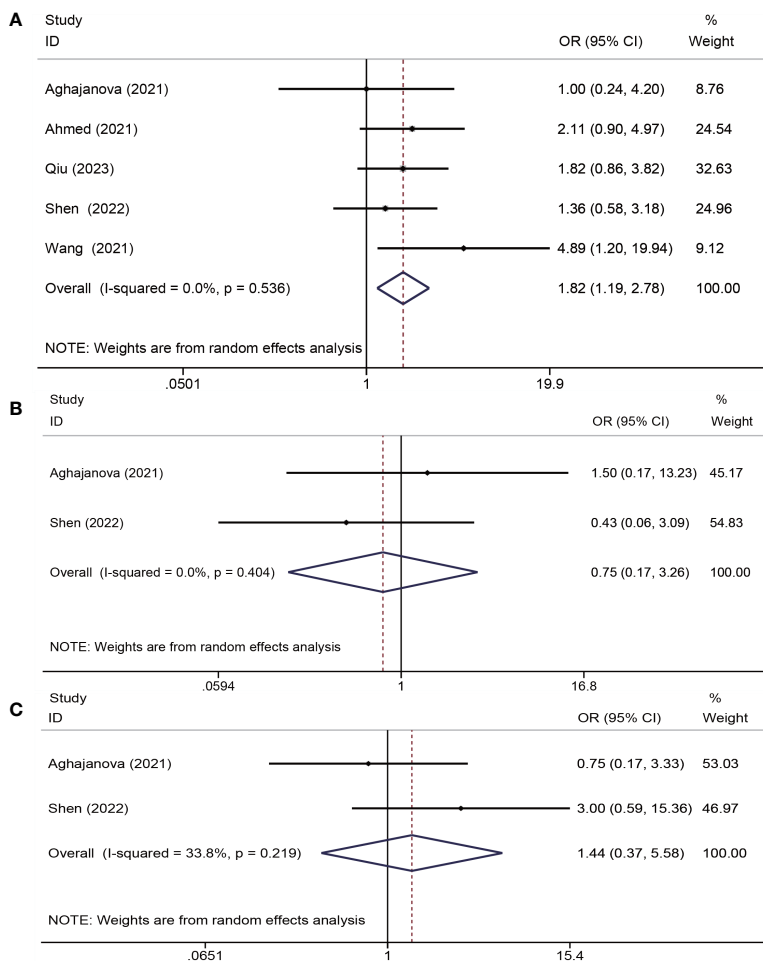 A
Study %
ID OR (95% CI) Weight
Aghajanova (2021) 1.00 (0.24, 4.20) 8.76
Ahmed (2021) 2.11 (0.90, 4.97) 24.54
Qiu (2023) 1.82 (0.86, 3.82) 32.63
Shen (2022) 1.36 (0.58, 3.18) 24.96
Wang (2021) 4.89 (1.20, 19.94) 9.12
Overall (I-squared = 0.0%, p = 0.536) 1.82 (1.19, 2.78) 100.00
NOTE: Weights are from random effects analysis
.0501 1 19.9
B
Study %
ID OR (95% CI) Weight
Aghajanova (2021) 1.50 (0.17, 13.23) 45.17
Shen (2022) 0.43 (0.06, 3.09) 54.83
Overall (I-squared = 0.0%, p = 0.404) 0.75 (0.17, 3.26) 100.00
NOTE: Weights are from random effects analysis
.0594 1 16.8
C
Study %
ID OR (95% CI) Weight
Aghajanova (2021) 0.75 (0.17, 3.33) 53.03
Shen (2022) 3.00 (0.59, 15.36) 46.97
Overall (I-squared = 33.8%, p = 0.219) 1.44 (0.37, 5.58) 100.00
NOTE: Weights are from random effects analysis
.0651 1 15.4